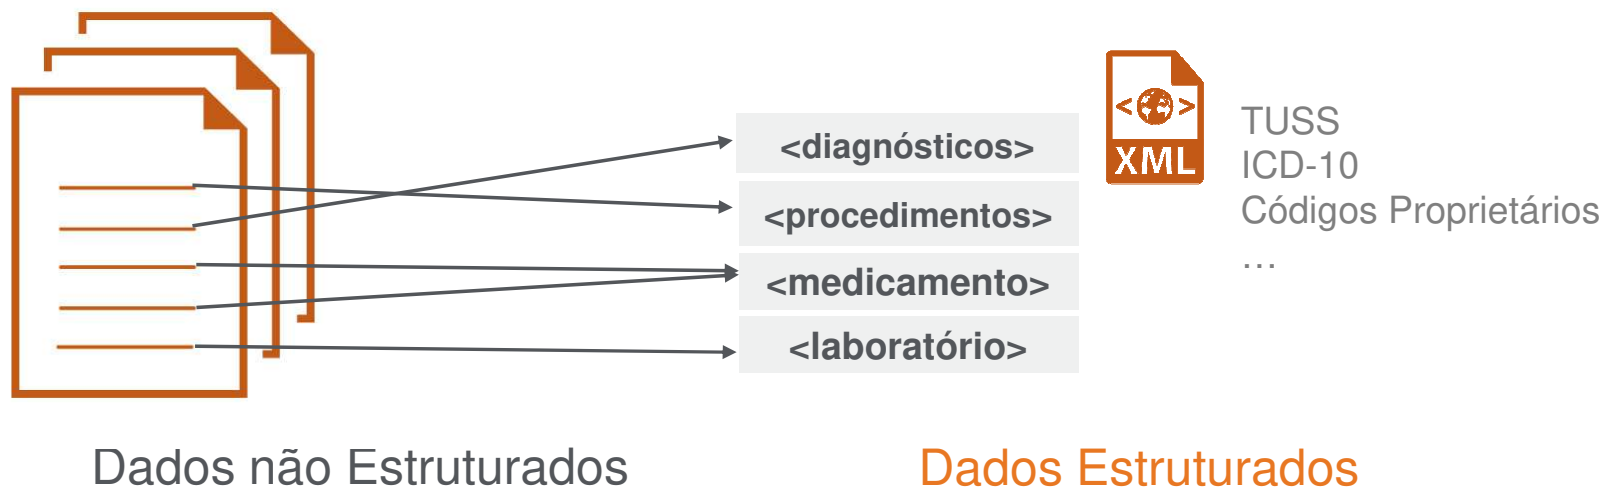 <diagnósticos>
<procedimentos>
<medicamento>
<laboratório>
< >
XML
TUSS
ICD-10
Códigos Proprietários
…
Dados não Estruturados
Dados Estruturados